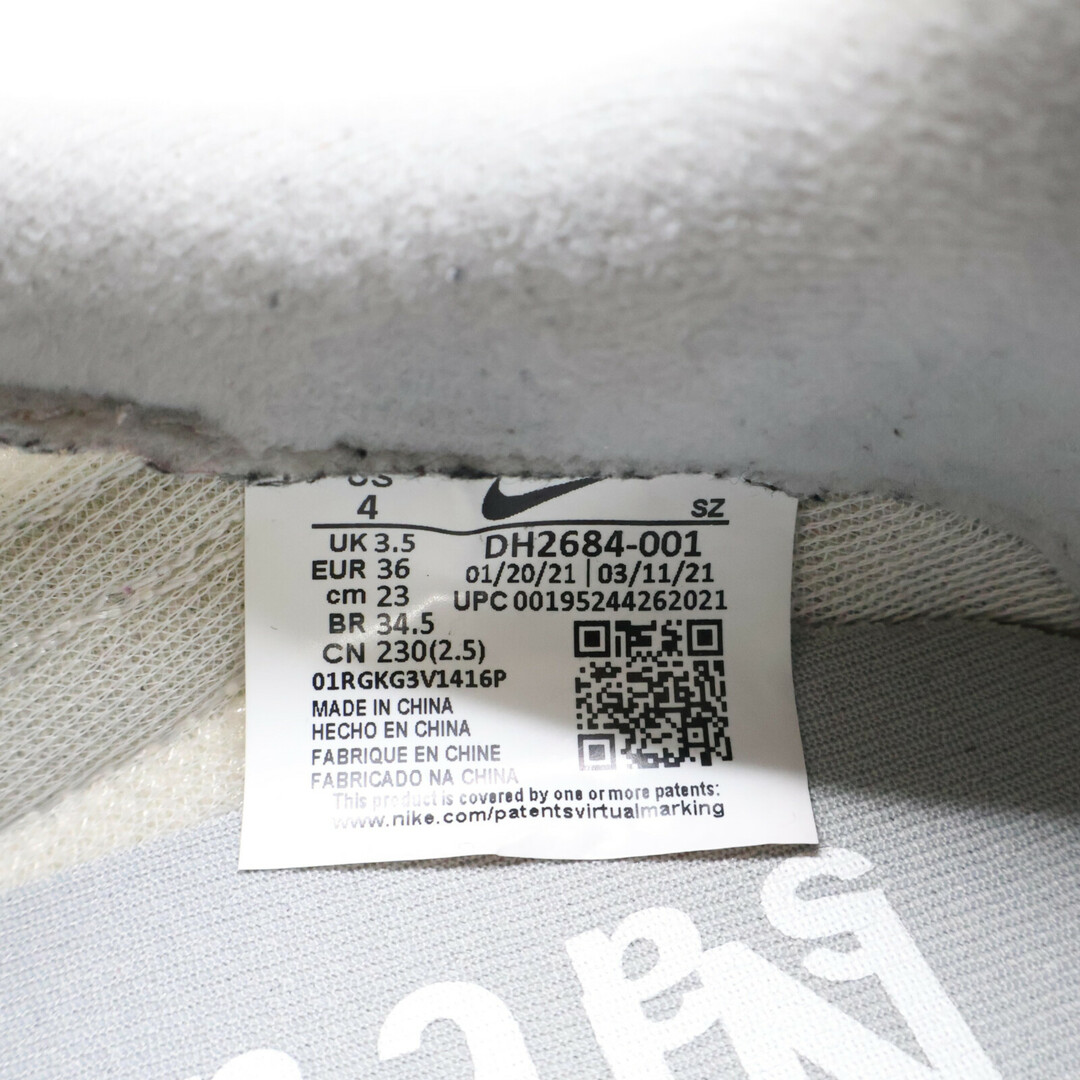 US
4
SZ
UK 3.5
EUR 36
cm 23
BR 34.5
CN 230(2.5)
DH2684-001
01/20/21 | 03/11/21
UPC 00195244262021
01RGKG3V1416P
MADE IN CHINA
HECHO EN CHINA
FABRIQUE EN CHINE
FABRICADO NA CHINA
This product is covered by one or more patents:
www.nike.com/patentsvirtualmarking